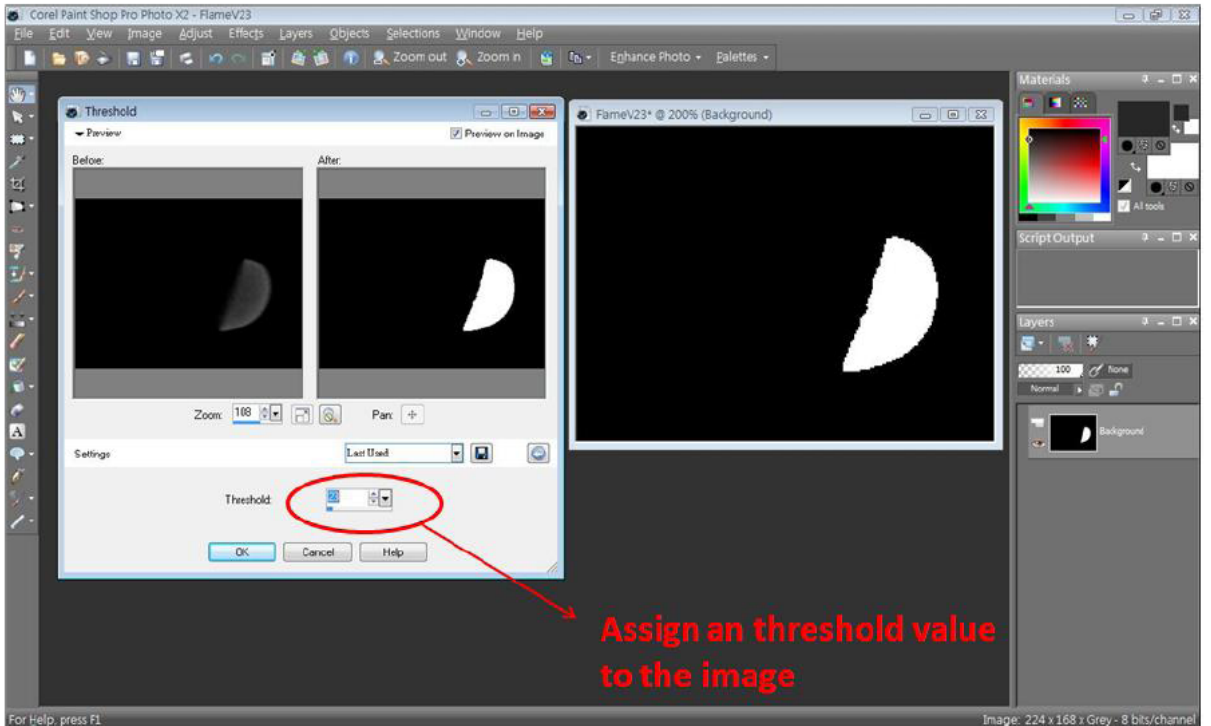 Corel Paint Shop Pro Photo X2 - FlameV23
File Edit View Image Adjust Effects Layers Objects Selections Window Help
Zoom out Zoom n Enhance Photo Palettes
Materials
All tools
Script Output
Layers
100 None
Normal
Background
Threshold
Preview Preview on Image
Before: After:
Zoom: 108 Pan:
Settings Last Used
Threshold: 23
OK Cancel Help
FlameV23* @ 200% (Background)
Assign an threshold value
to the image
For Help, press F1
Image: 224 x 168 x Grey - 8 bits/channel